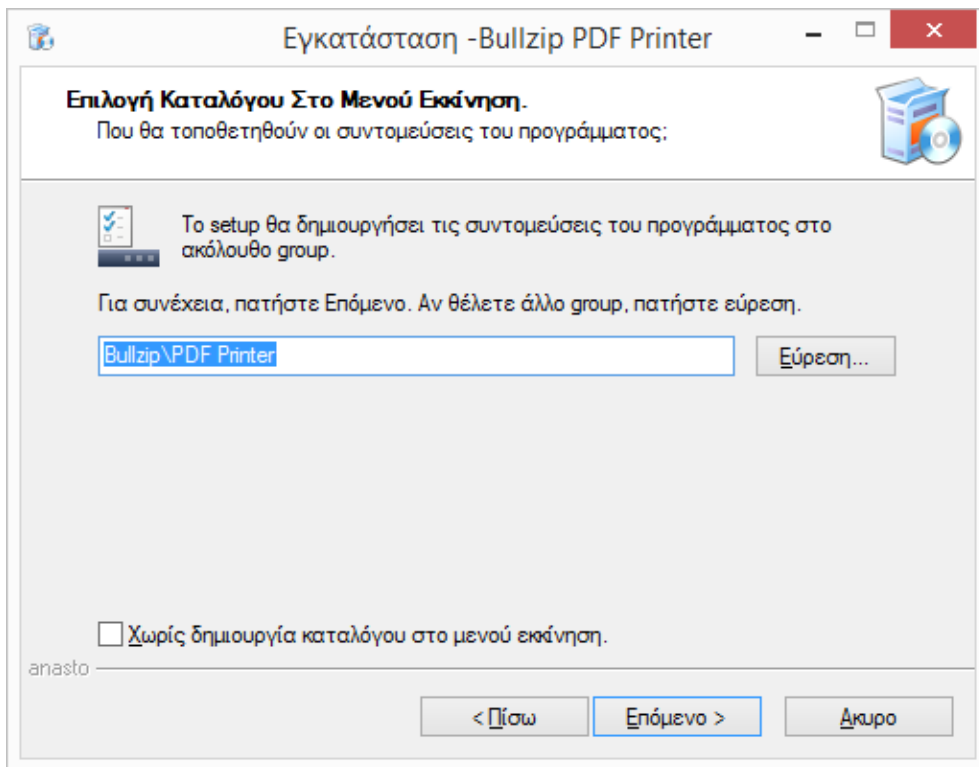 Εγκατάσταση -Bullzip PDF Printer
Επιλογή Καταλόγου Στο Μενού Εκκίνηση.
Που θα τοποθετηθούν οι συντομεύσεις του προγράμματος;
Το setup θα δημιουργήσει τις συντομεύσεις του προγράμματος στο
ακόλουθο group.
Για συνέχεια, πατήστε Επόμενο. Αν θέλετε άλλο group, πατήστε εύρεση.
Bullzip\PDF Printer
Εύρεση...
Χωρίς δημιουργία καταλόγου στο μενού εκκίνηση.
anasto
< Πίσω
Επόμενο >
Ακυρο